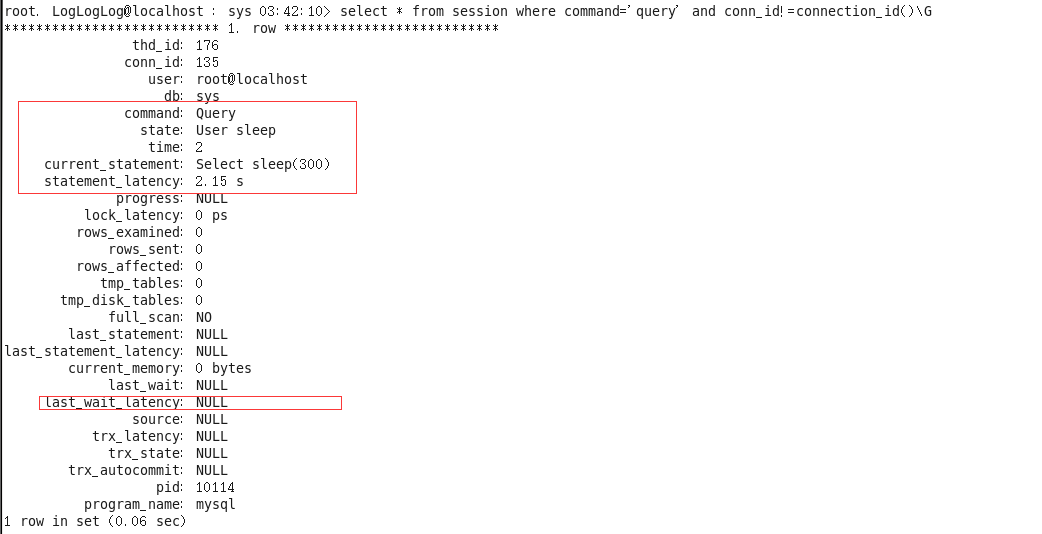 root. LogLogLog@localhost : sys 03:42:10> select * from session where command='query' and conn_id!=connection_id()\G
*************************** 1. row ***************************
thd_id: 176
conn_id: 135
user: root@localhost
db: sys
command: Query
state: User sleep
time: 2
current_statement: Select sleep(300)
statement_latency: 2.15 s
progress: NULL
lock_latency: 0 ps
rows_examined: 0
rows_sent: 0
rows_affected: 0
tmp_tables: 0
tmp_disk_tables: 0
full_scan: NO
last_statement: NULL
last_statement_latency: NULL
current_memory: 0 bytes
last_wait: NULL
last_wait_latency: NULL
source: NULL
trx_latency: NULL
trx_state: NULL
trx_autocommit: NULL
pid: 10114
program_name: mysql
1 row in set (0.06 sec)